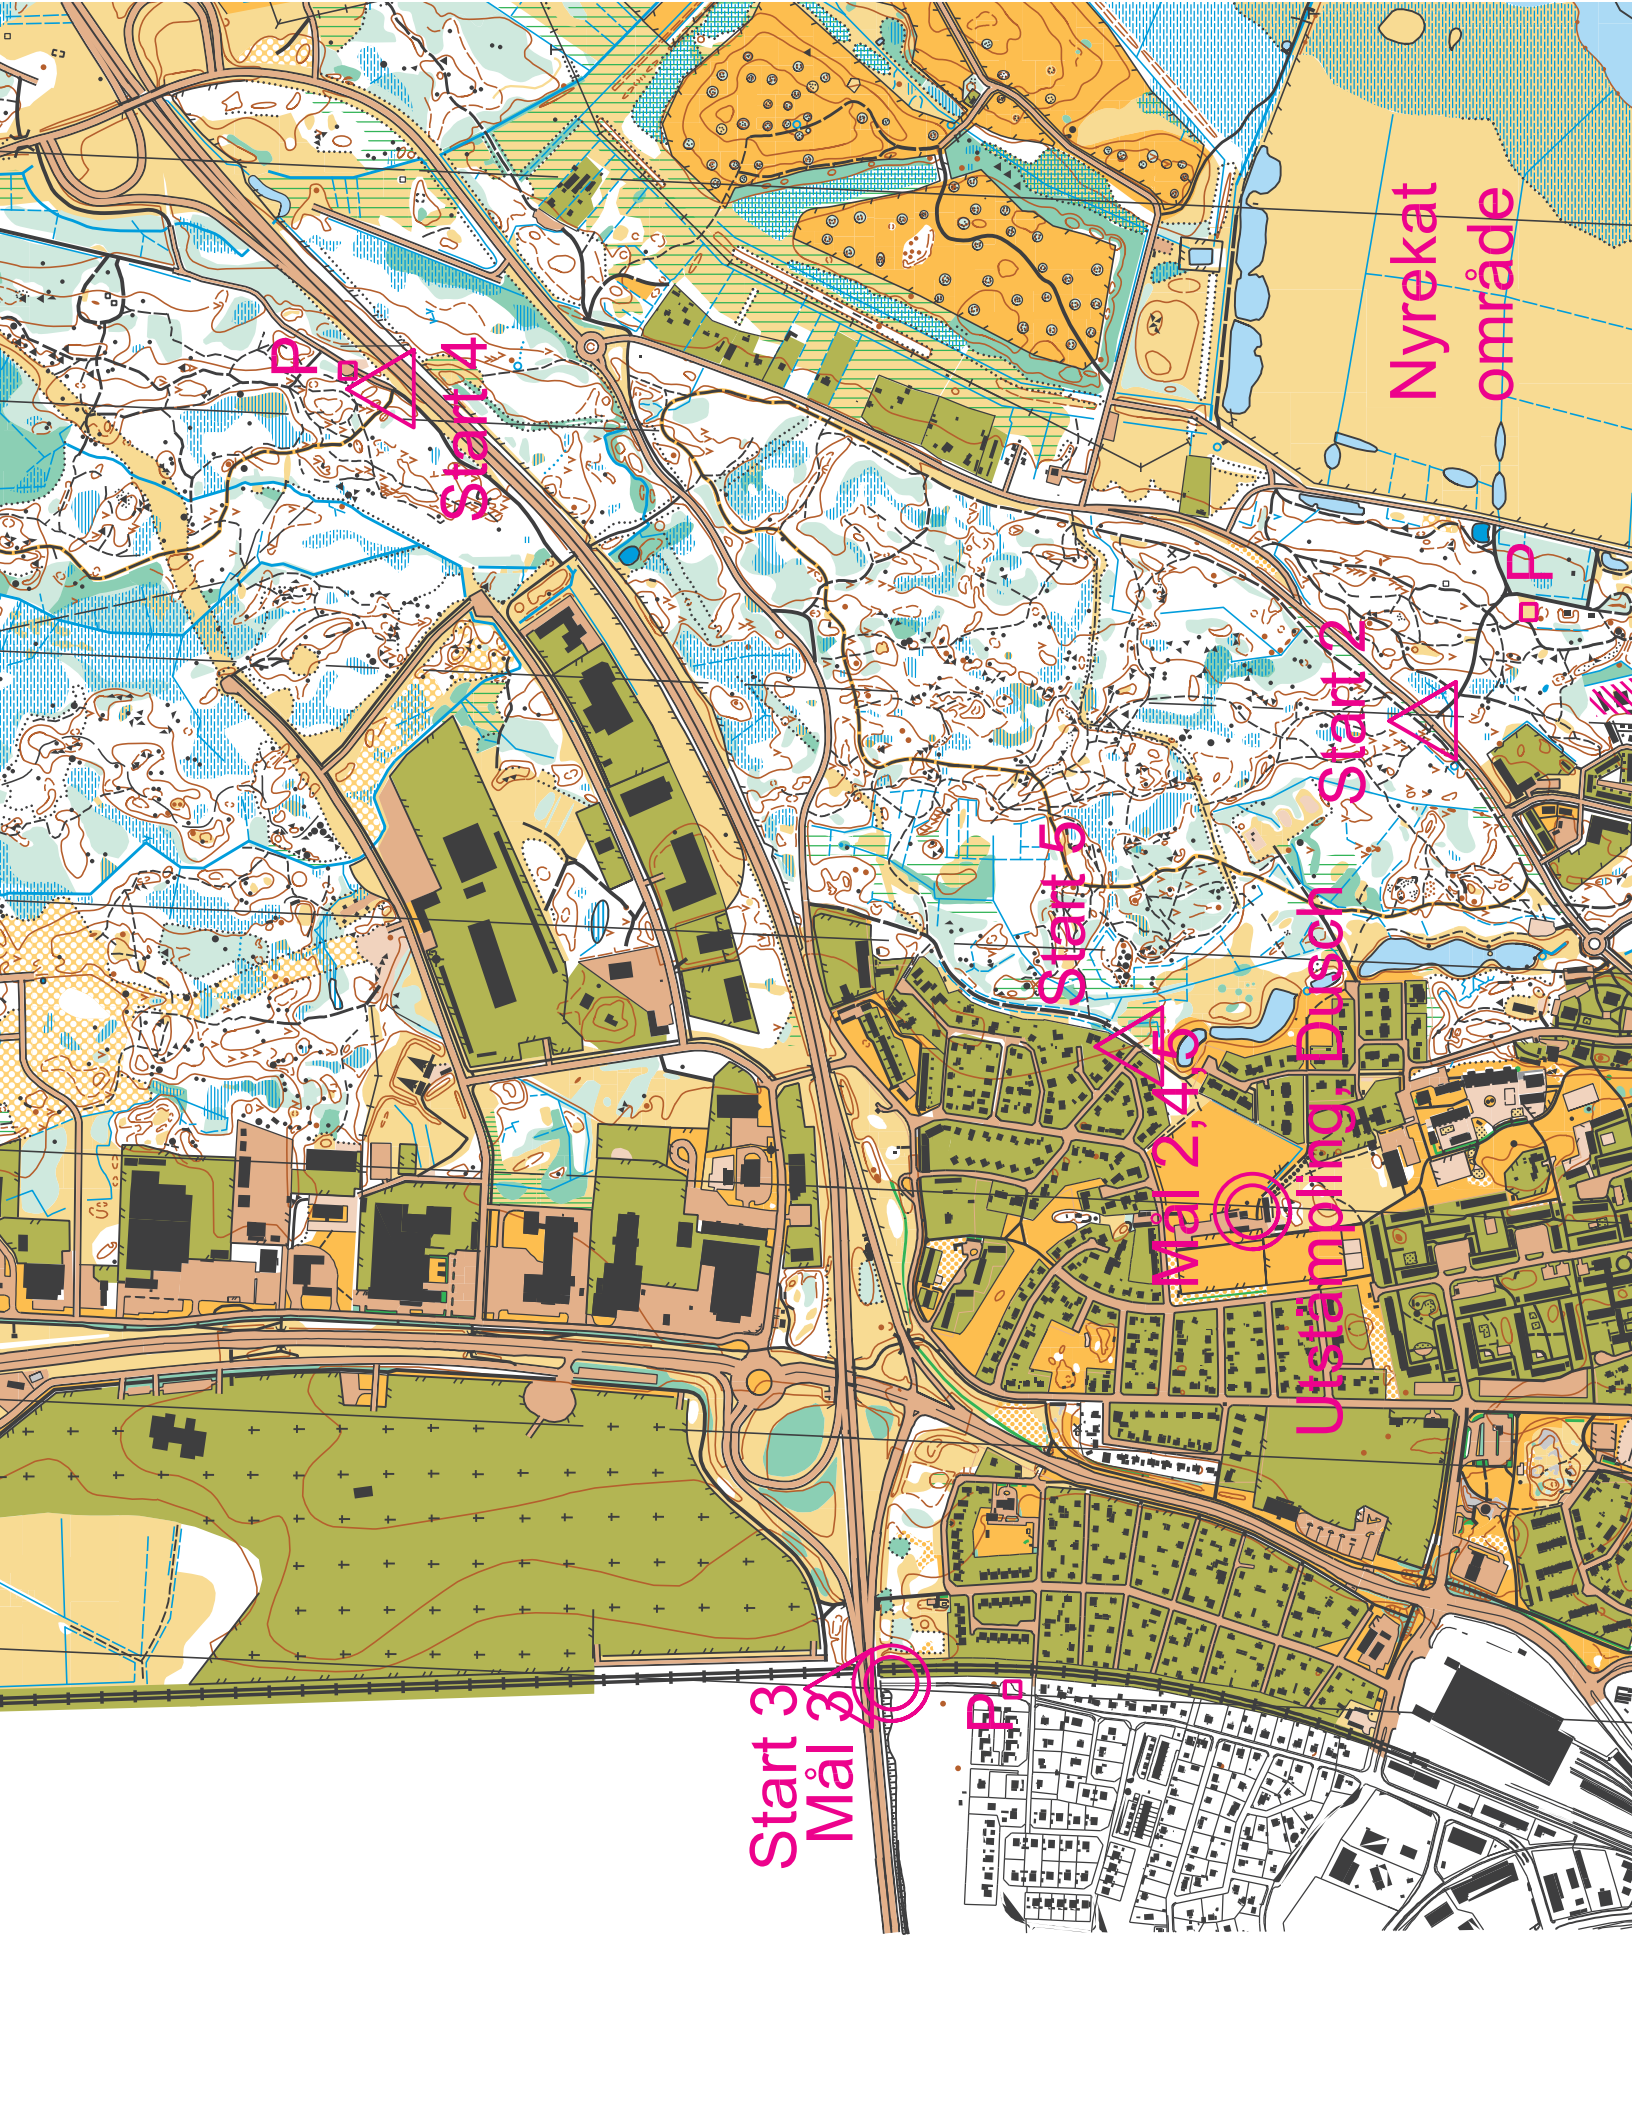 Nyrekat
område
P
Start 4
P
Start 2
Start 5
Mål 2, 4, 5
Utstämpling, Dusch
Start 3
Mål 3
P